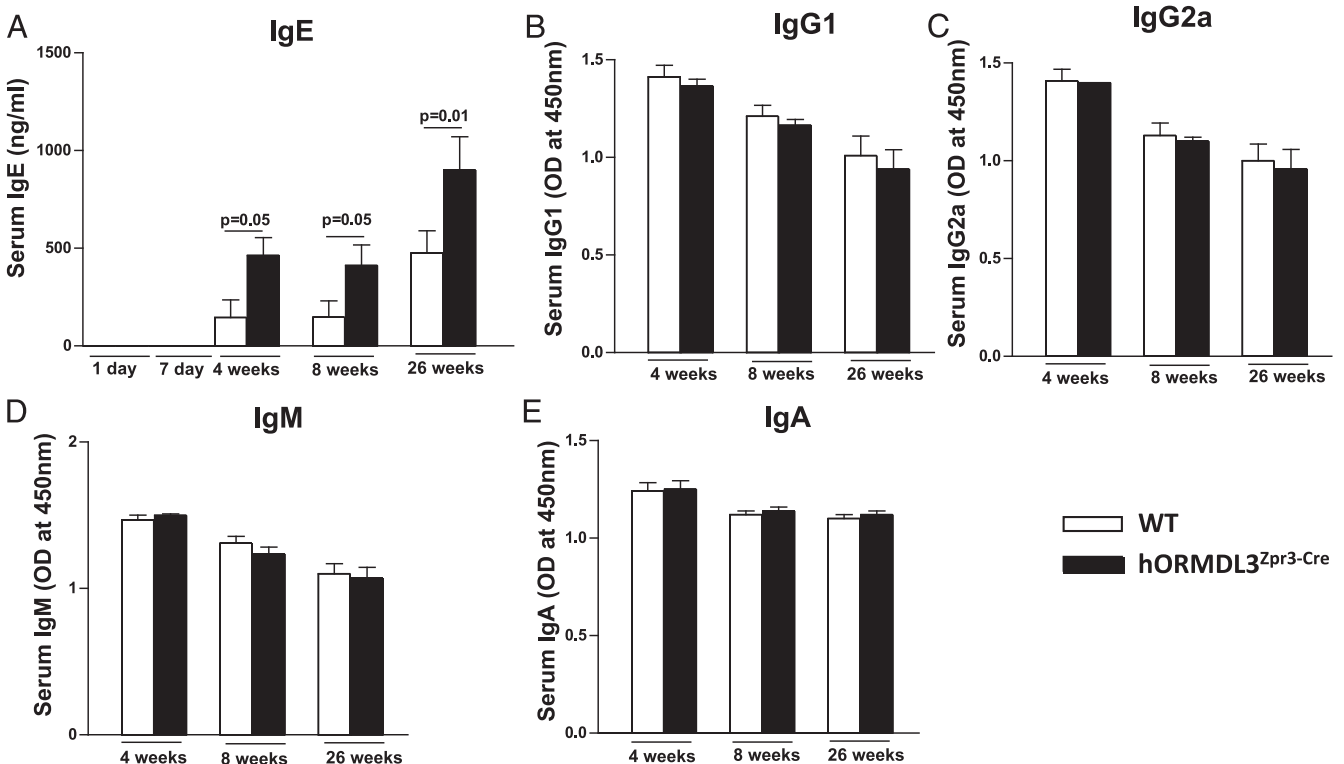 A
IgE
Serum IgE (ng/ml)
1500
1000
500
0
p=0.05
p=0.05
p=0.01
1 day
7 day
4 weeks
8 weeks
26 weeks
B
IgG1
Serum IgG1 (OD at 450nm)
1.5
1.0
0.5
0.0
4 weeks
8 weeks
26 weeks
C
IgG2a
Serum IgG2a (OD at 450nm)
1.5
1.0
0.5
0.0
4 weeks
8 weeks
26 weeks
D
IgM
Serum IgM (OD at 450nm)
2
1
0
4 weeks
8 weeks
26 weeks
E
IgA
Serum IgA (OD at 450nm)
1.5
1.0
0.5
0.0
4 weeks
8 weeks
26 weeks
WT
hORMDL3Zpr3-Cre